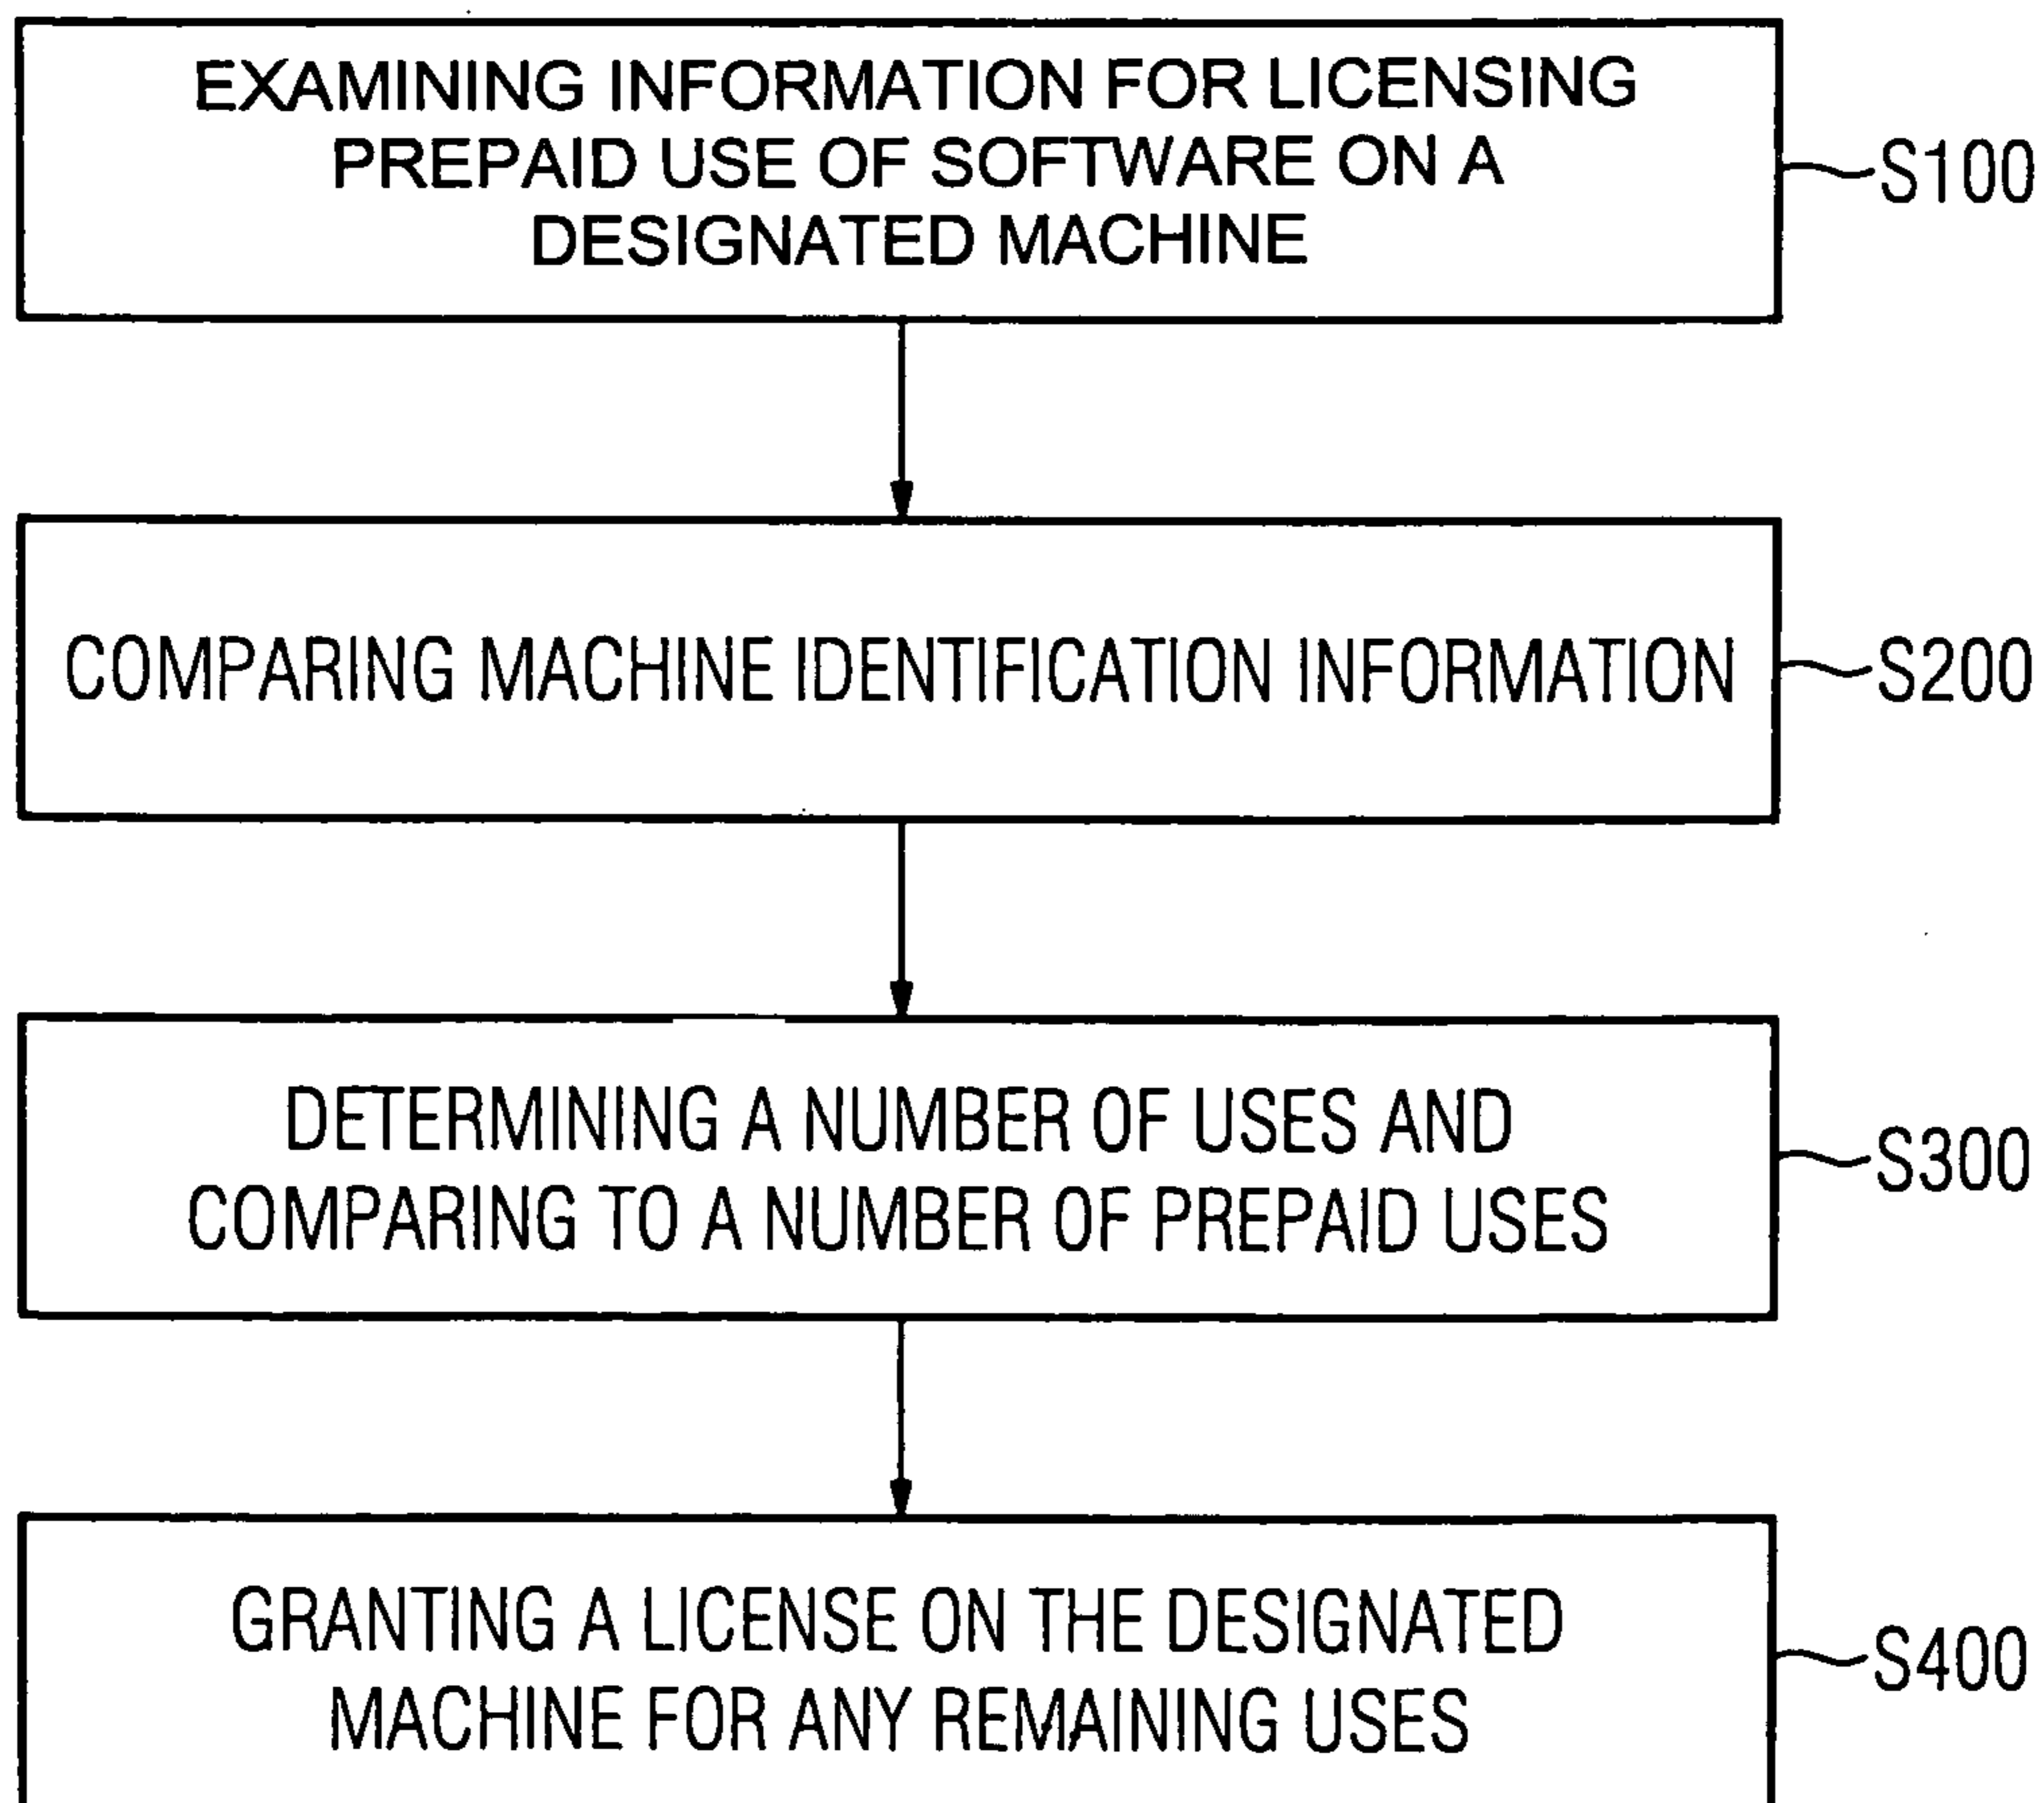 EXAMINING INFORMATION FOR LICENSING
PREPAID USE OF SOFTWARE ON A
DESIGNATED MACHINE
S100
COMPARING MACHINE IDENTIFICATION INFORMATION
S200
DETERMINING A NUMBER OF USES AND
COMPARING TO A NUMBER OF PREPAID USES
S300
GRANTING A LICENSE ON THE DESIGNATED
MACHINE FOR ANY REMAINING USES
S400